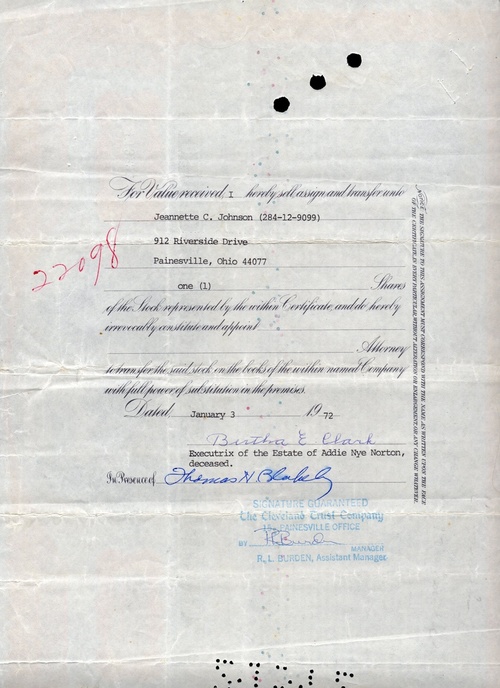 For Value received, I hereby sell, assign and transfer unto
Jeannette C. Johnson (284-12-9099)
912 Riverside Drive
Painesville, Ohio 44077
one (1) Shares
22098
of the Stock represented by the within Certificate, and do hereby
irrevocably constitute and appoint
Attorney
to transfer the said stock on the books of the within named Company
with full power of substitution in the premises.
Dated January 3 19 72
Bertha E Clark
Executrix of the Estate of Addie Nye Norton,
deceased.
In Presence of Thomas H. Blakely
SIGNATURE GUARANTEED
The Cleveland Trust Company
PAINESVILLE OFFICE
BY R L Burden
MANAGER
R. L. BURDEN, Assistant Manager
NOTICE. THE SIGNATURE TO THIS ASSIGNMENT MUST CORRESPOND WITH THE NAME AS WRITTEN UPON THE FACE
OF THE CERTIFICATE, IN EVERY PARTICULAR, WITHOUT ALTERATION OR ENLARGEMENT, OR ANY CHANGE WHATEVER.